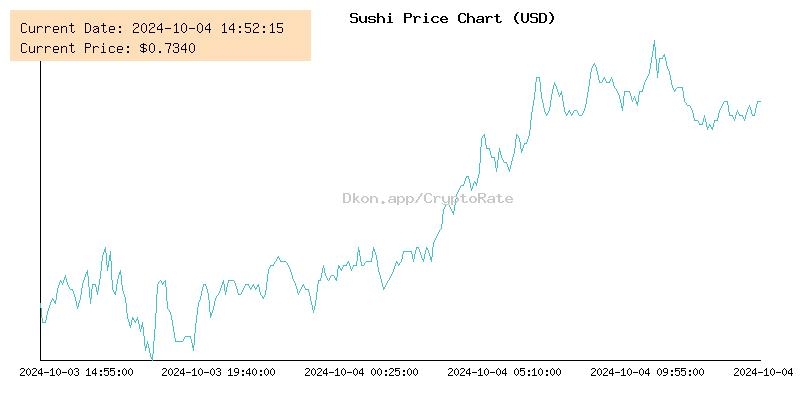 Sushi Price Chart (USD)
Current Date: 2024-10-04 14:52:15
Current Price: $0.7340
Dkon.app/CryptoRate
2024-10-03 14:55:00 2024-10-03 19:40:00 2024-10-04 00:25:00 2024-10-04 05:10:00 2024-10-04 09:55:00 2024-10-04